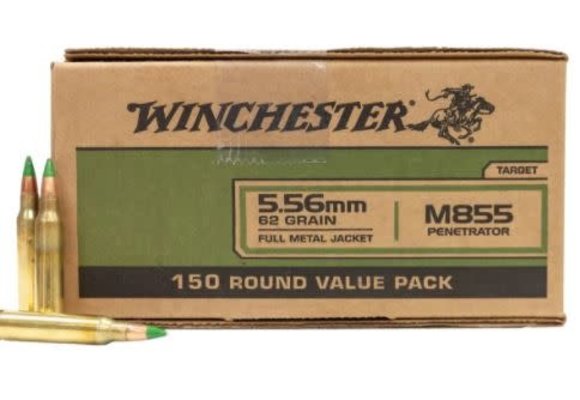 WINCHESTER
TARGET
5.56mm
62 GRAIN
FULL METAL JACKET
M855
PENETRATOR
150 ROUND VALUE PACK